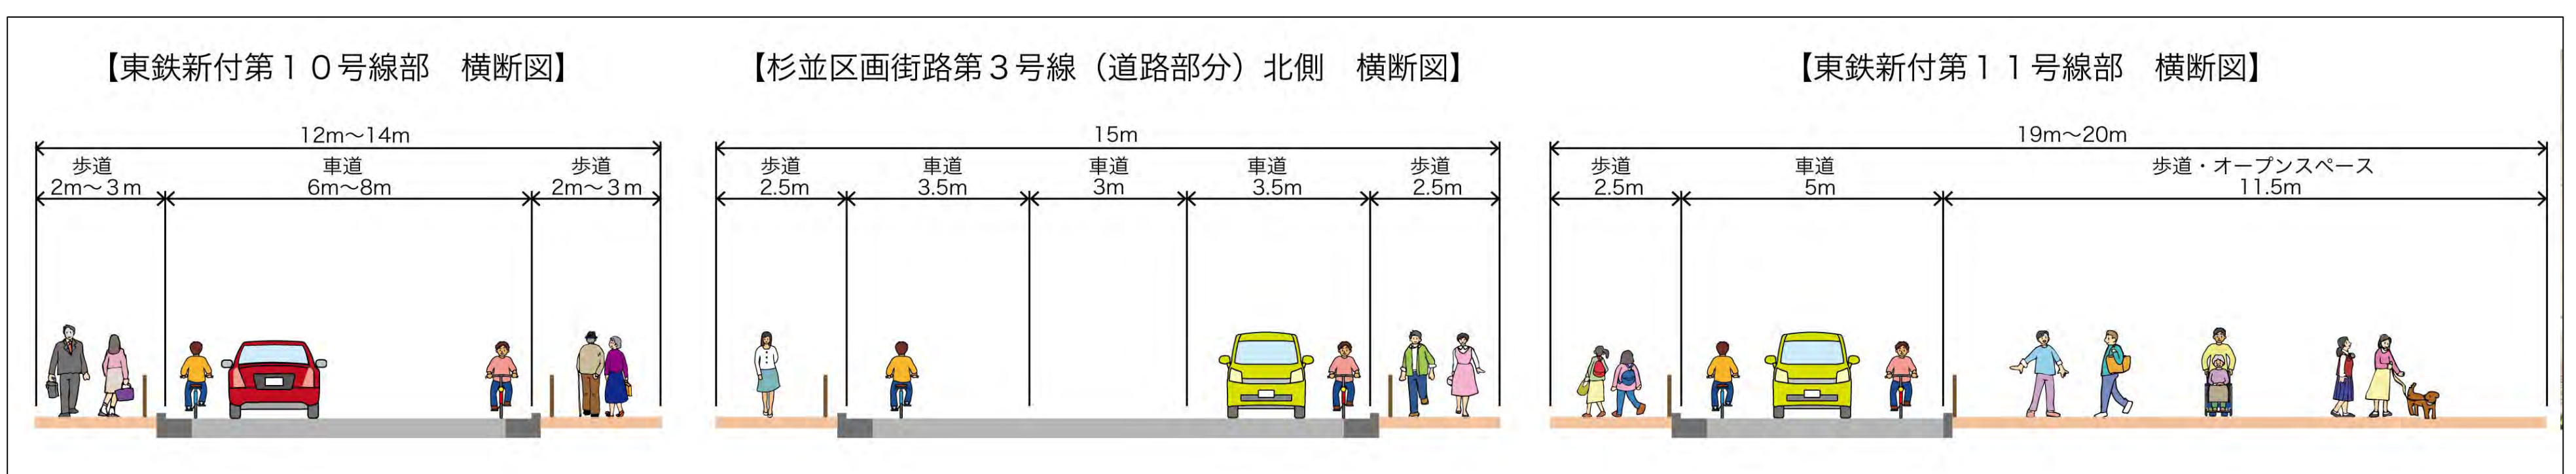 【東鉄新付第１０号線部　横断図】
12m～14m
歩道
2m～３m
車道
6m～8m
歩道
2m～３m
【杉並区画街路第３号線（道路部分）北側　横断図】
15m
歩道
2.5m
車道
3.5m
車道
3m
車道
3.5m
歩道
2.5m
【東鉄新付第１１号線部　横断図】
19m～20m
歩道
2.5m
車道
5m
歩道・オープンスペース
11.5m